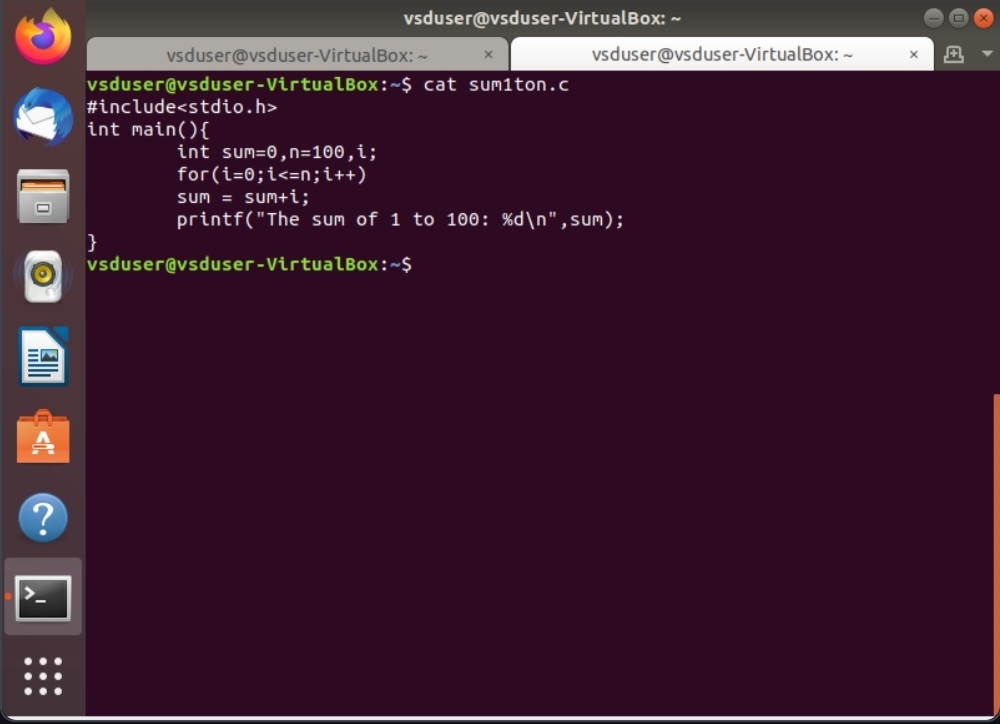 vsduser@vsduser-VirtualBox: ~
vsduser@vsduser-VirtualBox: ~ ×
vsduser@vsduser-VirtualBox: ~ ×
vsduser@vsduser-VirtualBox:~$ cat sum1ton.c
#include<stdio.h>
int main(){
        int sum=0,n=100,i;
        for(i=0;i<=n;i++)
        sum = sum+i;
        printf("The sum of 1 to 100: %d\n",sum);
}
vsduser@vsduser-VirtualBox:~$